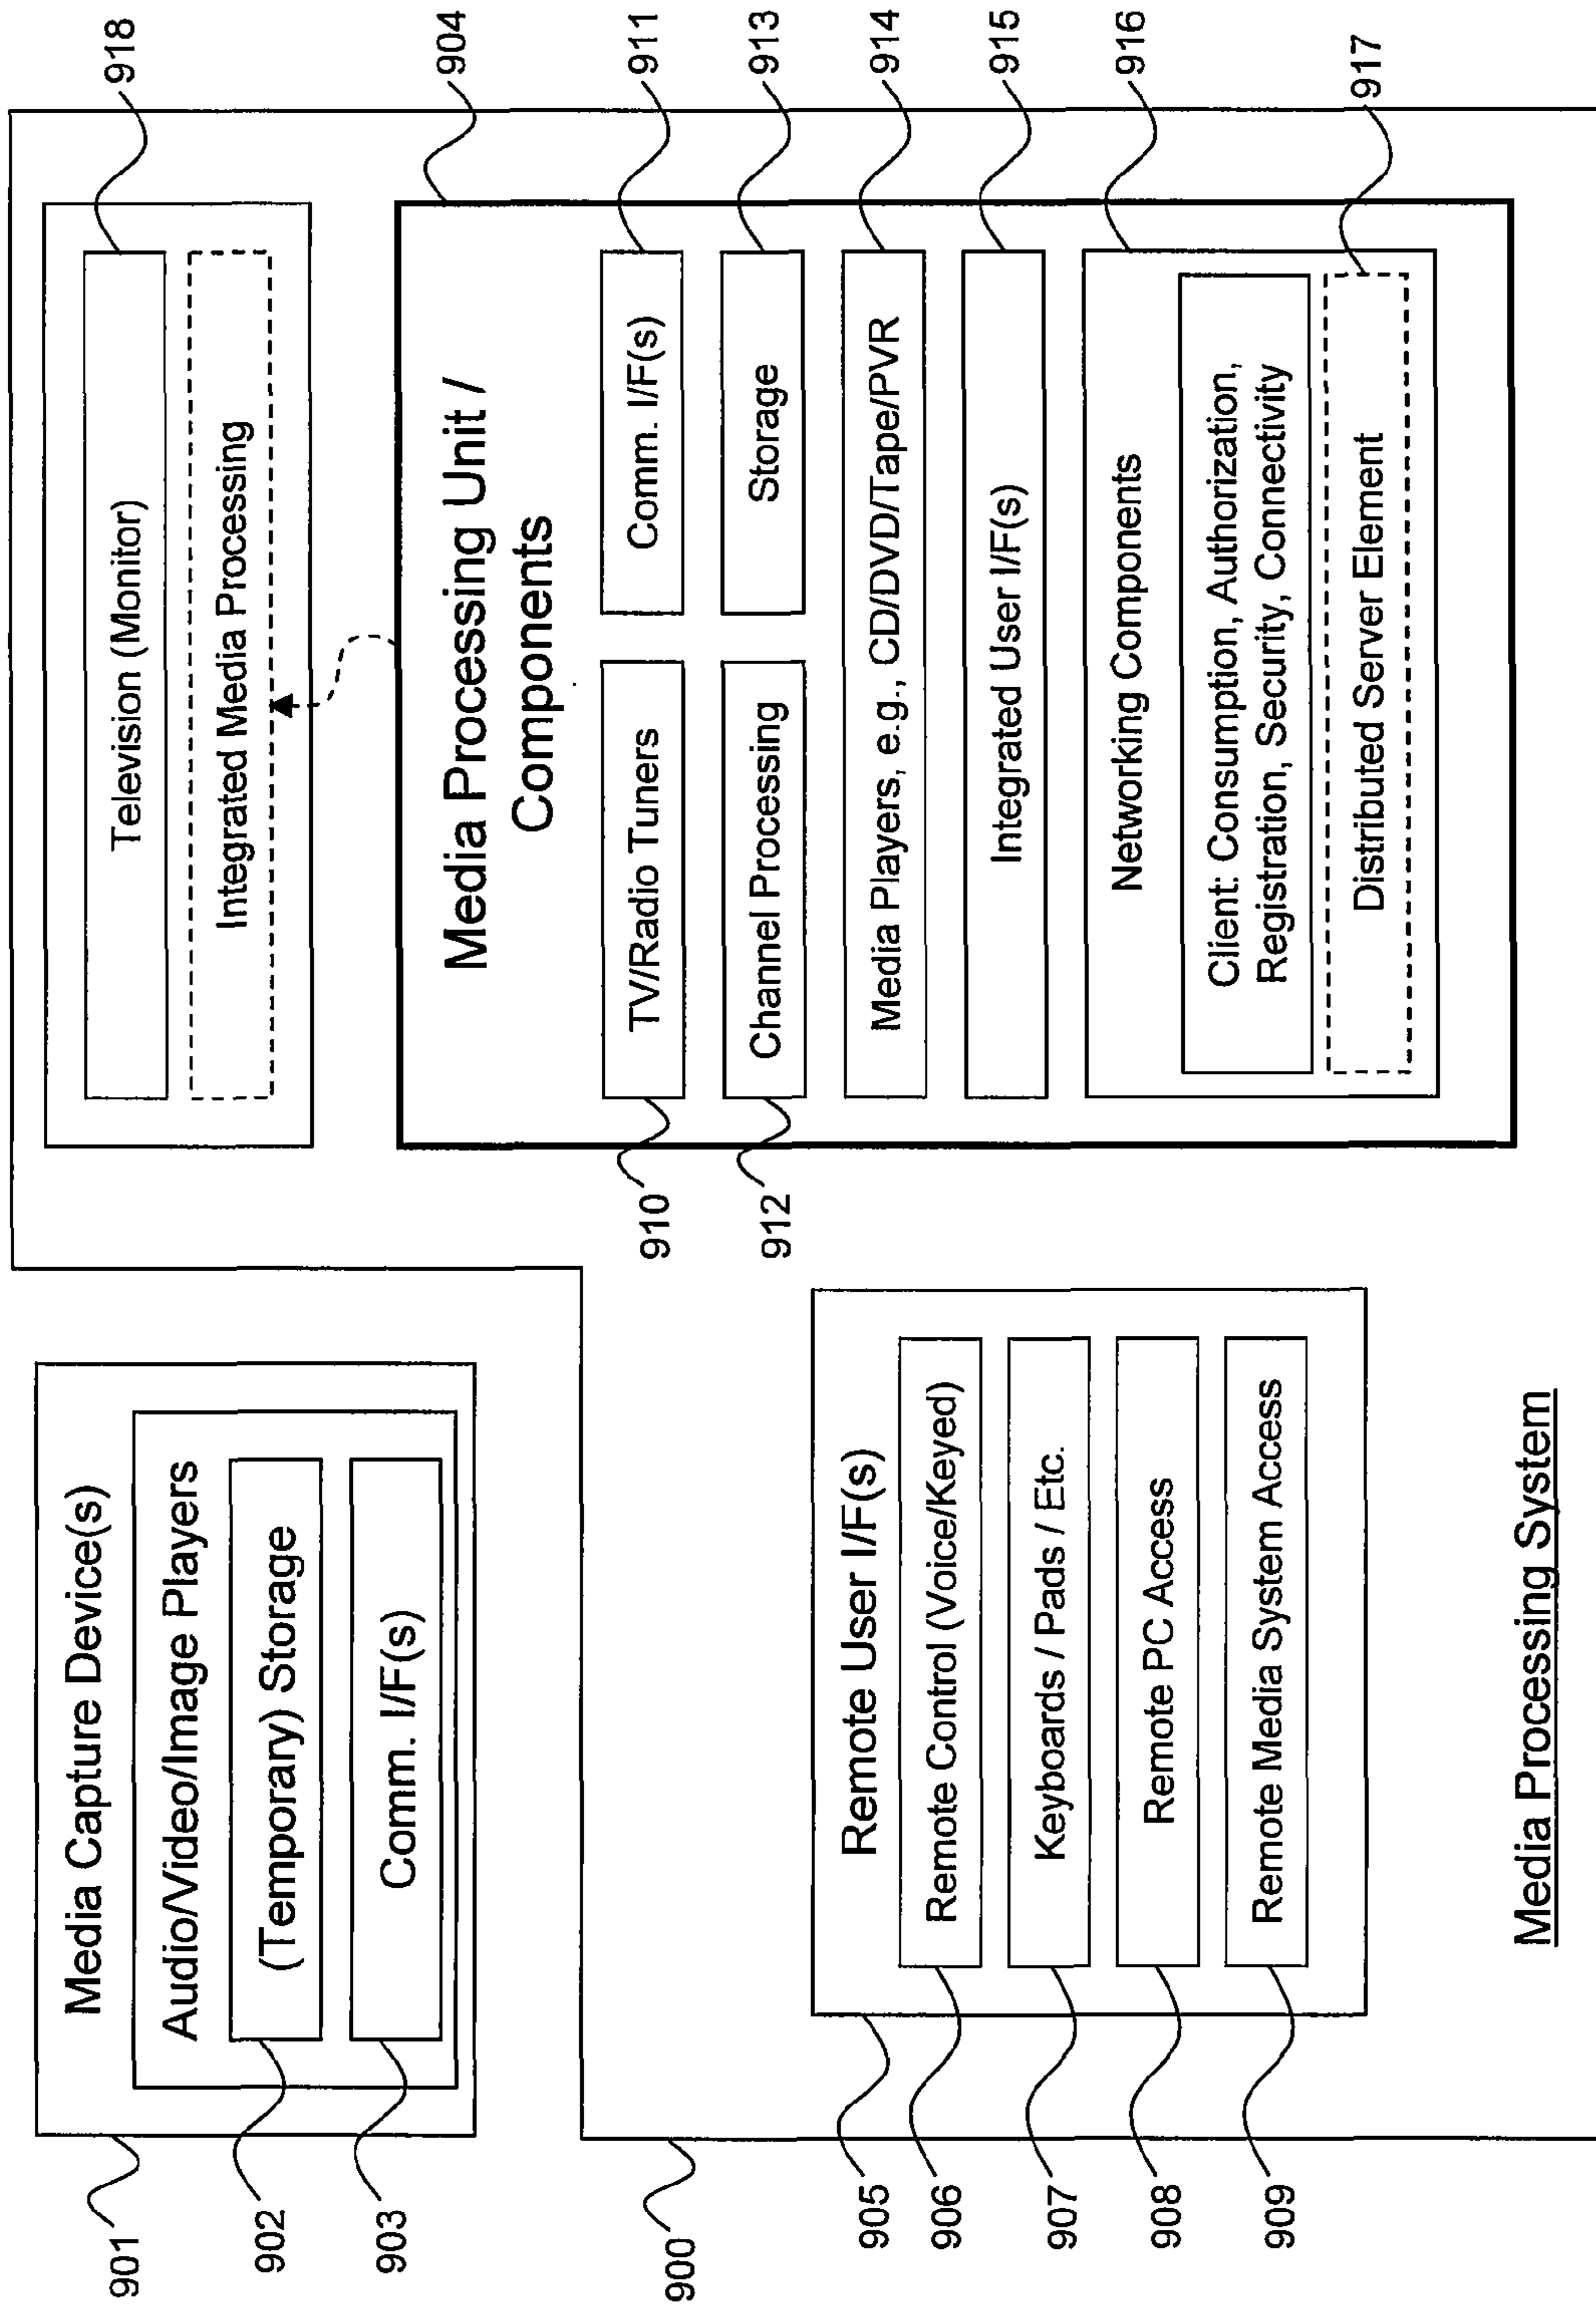 Media Capture Device(s)
Audio/Video/Image Players
(Temporary) Storage
Comm. I/F(s)
901
902
903
900
Television (Monitor)
Integrated Media Processing
918
904
Media Processing Unit /
Components
TV/Radio Tuners
Comm. I/F(s)
910
911
Channel Processing
Storage
912
913
Media Players, e.g., CD/DVD/Tape/PVR
914
Integrated User I/F(s)
915
Networking Components
916
Client: Consumption, Authorization,
Registration, Security, Connectivity
Distributed Server Element
917
Remote User I/F(s)
905
Remote Control (Voice/Keyed)
906
Keyboards / Pads / Etc.
907
Remote PC Access
908
Remote Media System Access
909
Media Processing System